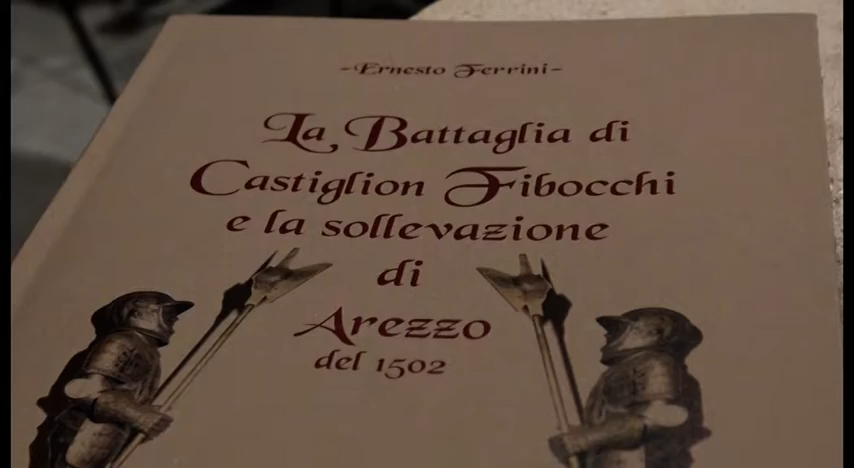 -Ernesto Ferrini-
La Battaglia di
Castiglion Fibocchi
e la sollevazione
di
Arezzo
del 1502